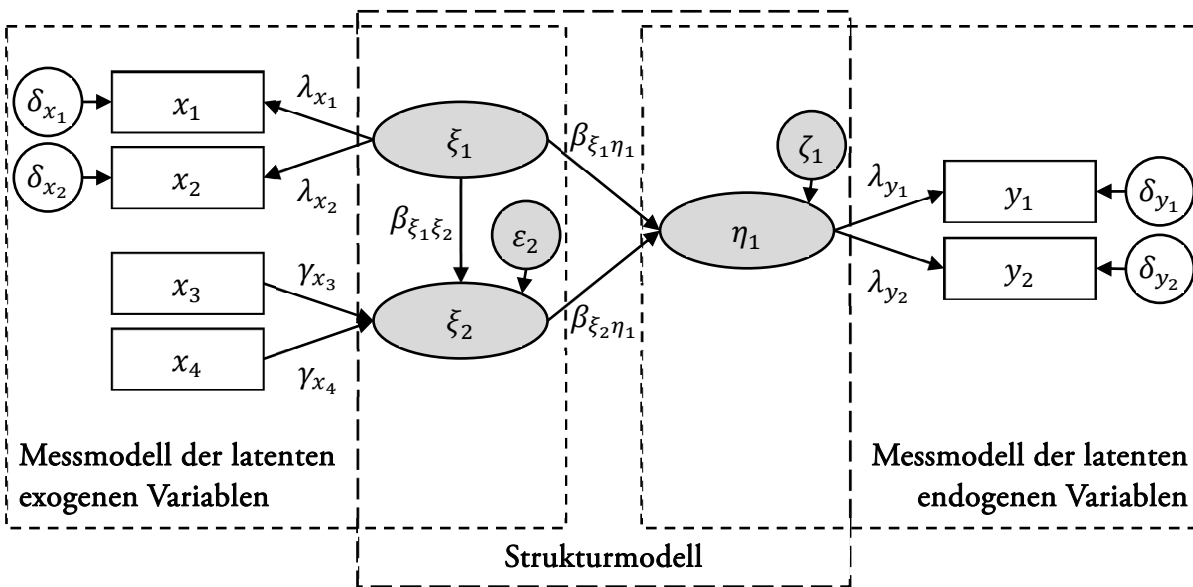 δx₁
x₁
λx₁
δx₂
x₂
λx₂
ξ₁
βξ₁η₁
βξ₁ξ₂
ε₂
x₃
γx₃
x₄
γx₄
ξ₂
βξ₂η₁
ζ₁
η₁
λy₁
y₁
δy₁
λy₂
y₂
δy₂
Messmodell der latenten
exogenen Variablen
Messmodell der latenten
endogenen Variablen
Strukturmodell